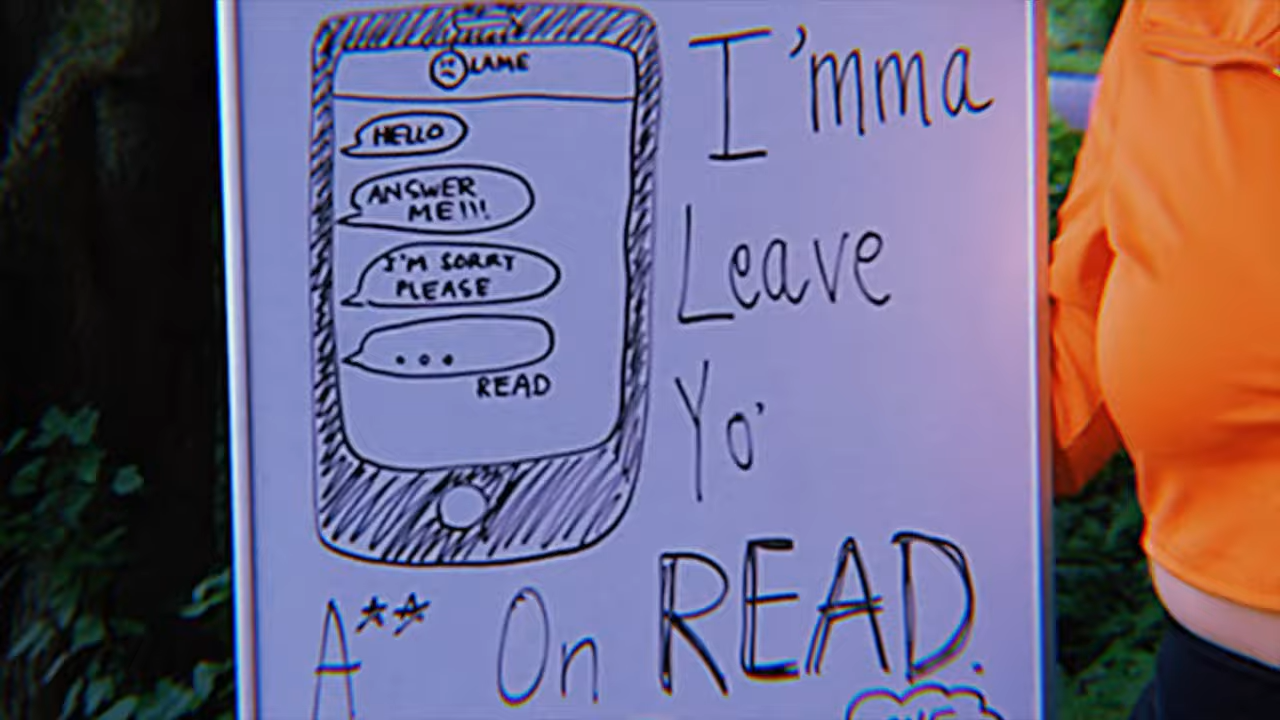 LAME
HELLO
ANSWER
ME!!!
I'M SORRY
PLEASE
...
READ
I'mma
Leave
Yo'
A** On READ.